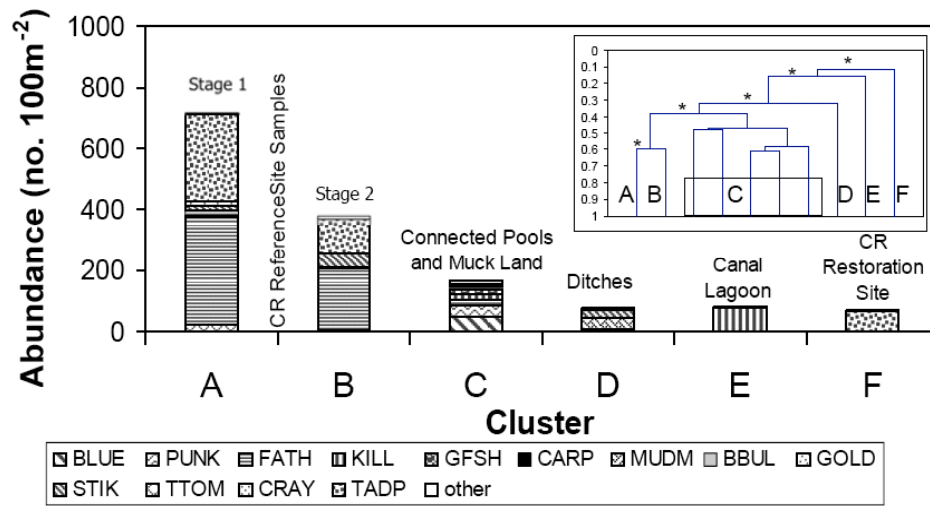 Abundance (no. 100m-2)
1000
800
600
400
200
0
Stage 1
CR ReferenceSite Samples
Stage 2
Connected Pools
and Muck Land
Ditches
Canal
Lagoon
CR
Restoration
Site
0
0.1
0.2
0.3
0.4
0.5
0.6
0.7
0.8
0.9
1
* * * * *
A B C D E F
A B C D E F
Cluster
BLUE PUNK FATH KILL GFSH CARP MUDM BBUL GOLD
STIK TTOM CRAY TADP other